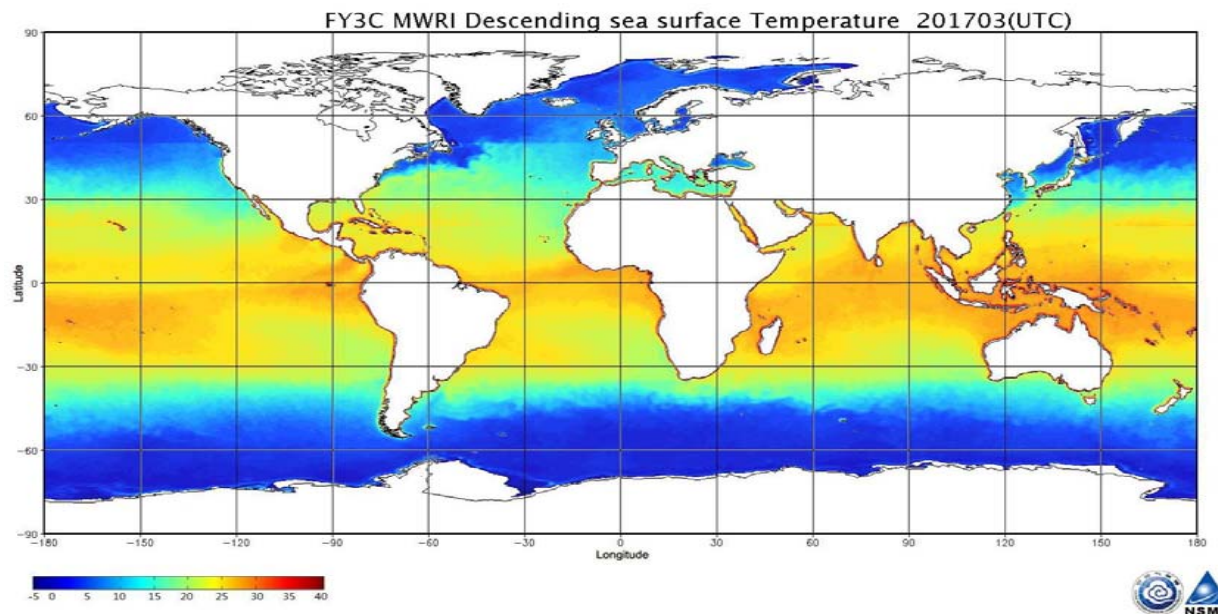 FY3C MWRI Descending sea surface Temperature 201703(UTC)
90
60
30
0
-30
-60
-90
Latitude
-180 -150 -120 -90 -60 -30 0 30 60 90 120 150 180
Longitude
-5 0 5 10 15 20 25 30 35 40
NSM